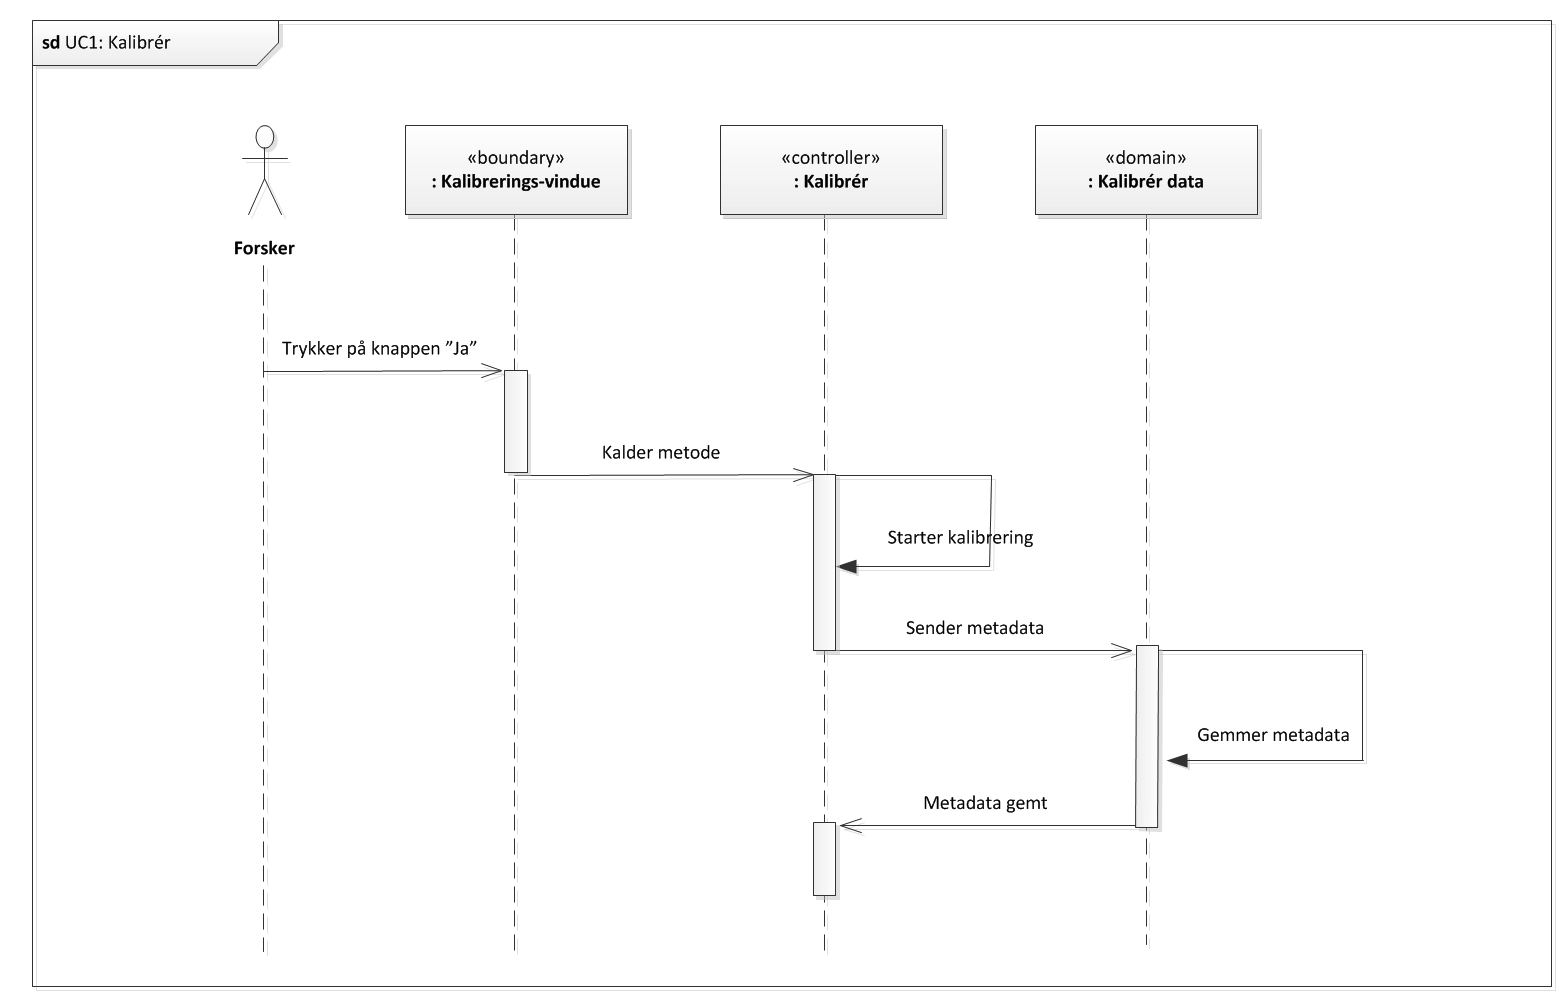 sd UC1: Kalibrér
«boundary»
: Kalibrerings-vindue
«controller»
: Kalibrér
«domain»
: Kalibrér data
Forsker
Trykker på knappen ”Ja”
Kalder metode
Starter kalibrering
Sender metadata
Gemmer metadata
Metadata gemt